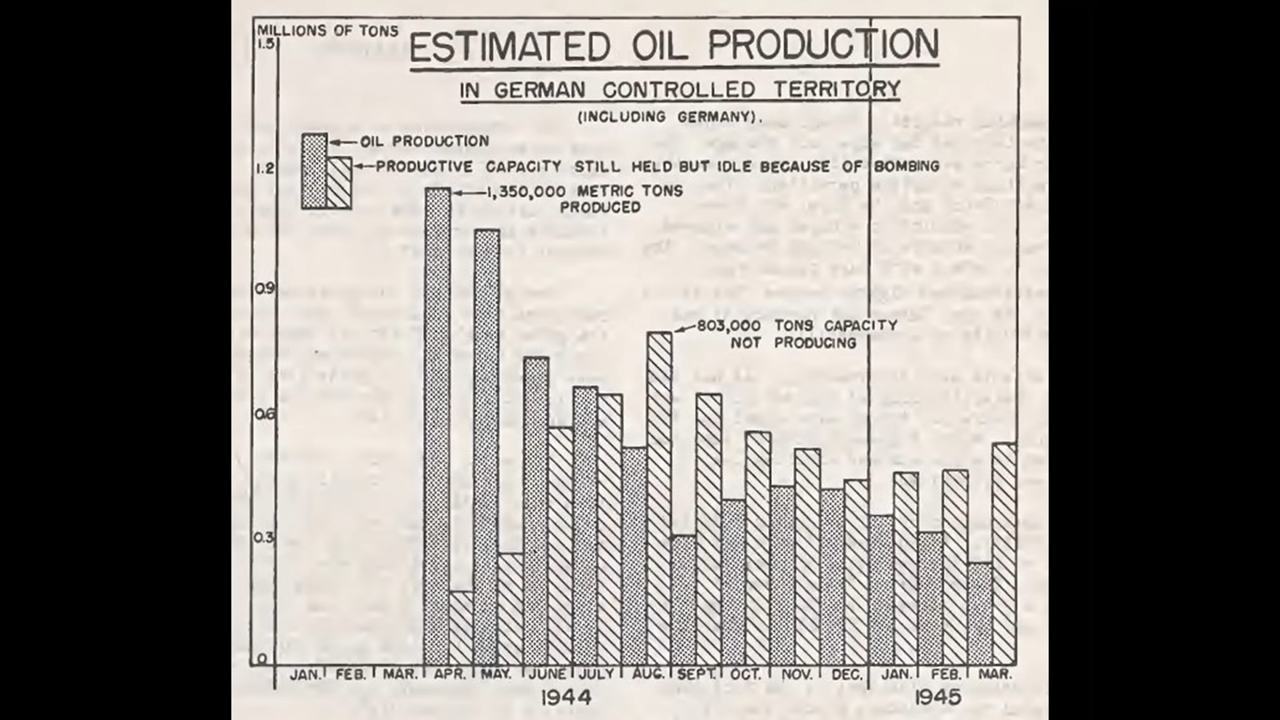 MILLIONS OF TONS
ESTIMATED OIL PRODUCTION
IN GERMAN CONTROLLED TERRITORY
(INCLUDING GERMANY).
OIL PRODUCTION
PRODUCTIVE CAPACITY STILL HELD BUT IDLE BECAUSE OF BOMBING
1,350,000 METRIC TONS
PRODUCED
803,000 TONS CAPACITY
NOT PRODUCING
1.5
1.2
0.9
0.6
0.3
0
JAN. FEB. MAR. APR. MAY. JUNE JULY AUG. SEPT. OCT. NOV. DEC. JAN. FEB. MAR.
1944 1945